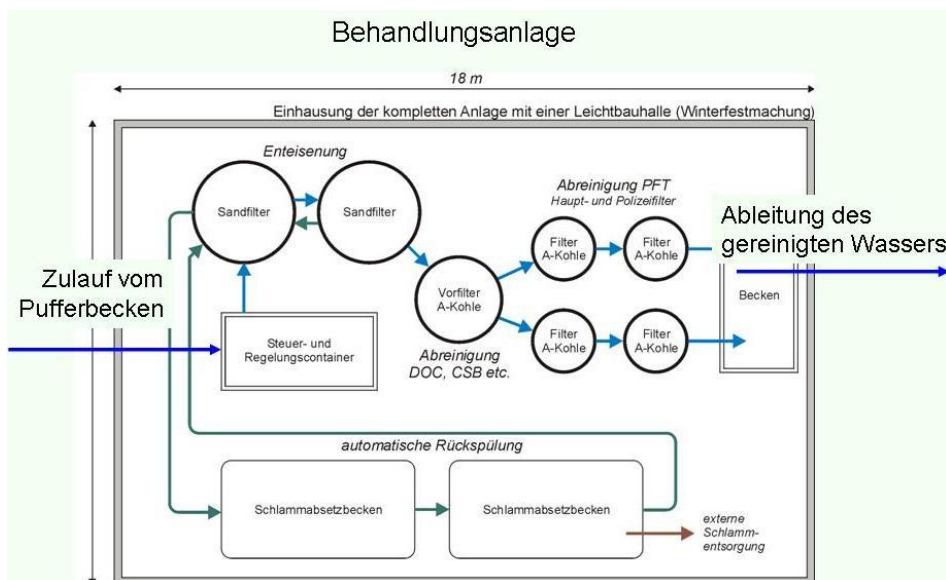 Behandlungsanlage
18 m
Einhausung der kompletten Anlage mit einer Leichtbauhalle (Winterfestmachung)
Enteisenung
Sandfilter
Sandfilter
Abreinigung PFT
Haupt- und Polizeifilter
Filter
A-Kohle
Filter
A-Kohle
Ableitung des
gereinigten Wassers
Zulauf vom
Pufferbecken
Vorfilter
A-Kohle
Becken
Steuer- und
Regelungscontainer
Abreinigung
DOC, CSB etc.
Filter
A-Kohle
Filter
A-Kohle
automatische Rückspülung
Schlammabsetzbecken
Schlammabsetzbecken
externe
Schlamm-
entsorgung